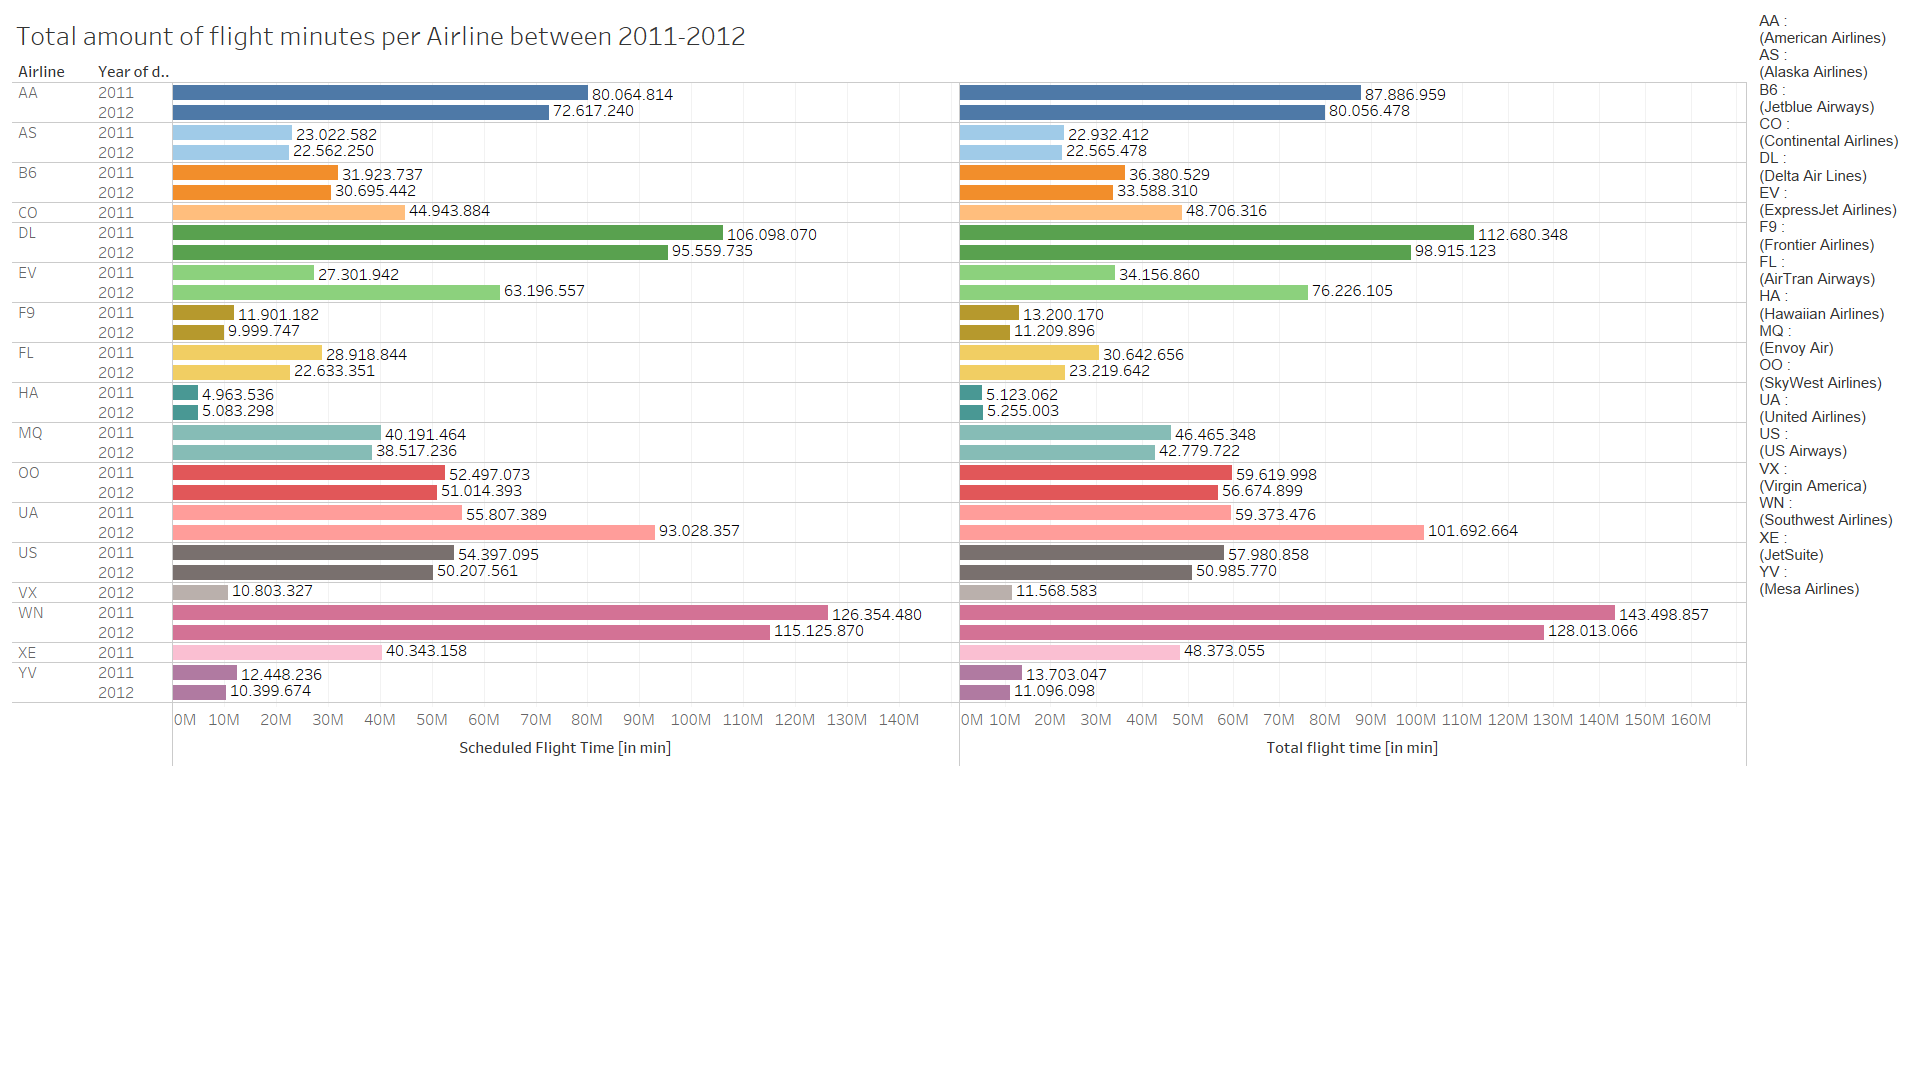 Total amount of flight minutes per Airline between 2011-2012
Airline Year of d..
AA 2011 80.064.814 87.886.959
2012 72.617.240 80.056.478
AS 2011 23.022.582 22.932.412
2012 22.562.250 22.565.478
B6 2011 31.923.737 36.380.529
2012 30.695.442 33.588.310
CO 2011 44.943.884 48.706.316
DL 2011 106.098.070 112.680.348
2012 95.559.735 98.915.123
EV 2011 27.301.942 34.156.860
2012 63.196.557 76.226.105
F9 2011 11.901.182 13.200.170
2012 9.999.747 11.209.896
FL 2011 28.918.844 30.642.656
2012 22.633.351 23.219.642
HA 2011 4.963.536 5.123.062
2012 5.083.298 5.255.003
MQ 2011 40.191.464 46.465.348
2012 38.517.236 42.779.722
OO 2011 52.497.073 59.619.998
2012 51.014.393 56.674.899
UA 2011 55.807.389 59.373.476
2012 93.028.357 101.692.664
US 2011 54.397.095 57.980.858
2012 50.207.561 50.985.770
VX 2012 10.803.327 11.568.583
WN 2011 126.354.480 143.498.857
2012 115.125.870 128.013.066
XE 2011 40.343.158 48.373.055
YV 2011 12.448.236 13.703.047
2012 10.399.674 11.096.098
0M 10M 20M 30M 40M 50M 60M 70M 80M 90M 100M 110M 120M 130M 140M 0M 10M 20M 30M 40M 50M 60M 70M 80M 90M 100M 110M 120M 130M 140M 150M 160M
Scheduled Flight Time [in min] Total flight time [in min]
AA :
(American Airlines)
AS :
(Alaska Airlines)
B6 :
(Jetblue Airways)
CO :
(Continental Airlines)
DL :
(Delta Air Lines)
EV :
(ExpressJet Airlines)
F9 :
(Frontier Airlines)
FL :
(AirTran Airways)
HA :
(Hawaiian Airlines)
MQ :
(Envoy Air)
OO :
(SkyWest Airlines)
UA :
(United Airlines)
US :
(US Airways)
VX :
(Virgin America)
WN :
(Southwest Airlines)
XE :
(JetSuite)
YV :
(Mesa Airlines)